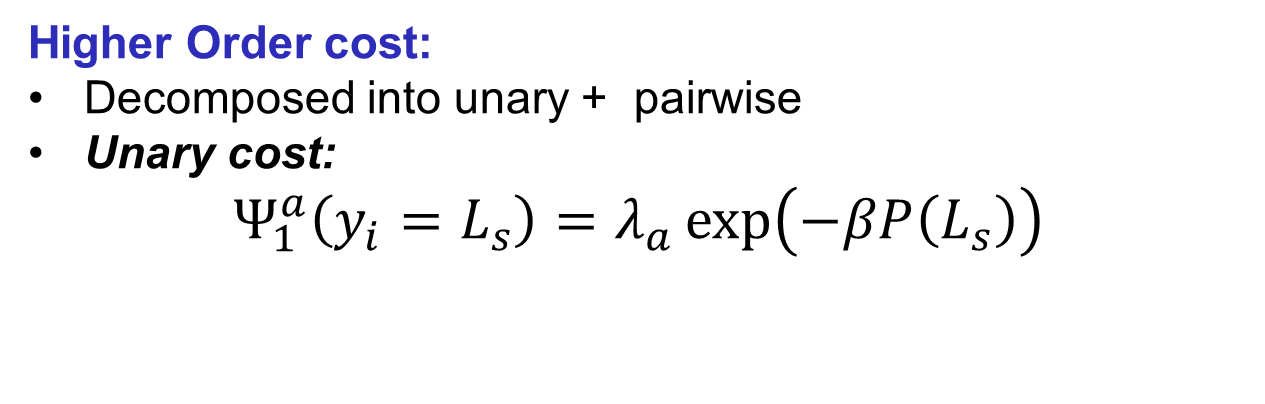 Higher Order cost:
• Decomposed into unary + pairwise
• Unary cost:
Ψ₁ᵃ(yᵢ = Lₛ) = λₐ exp(−βP(Lₛ))